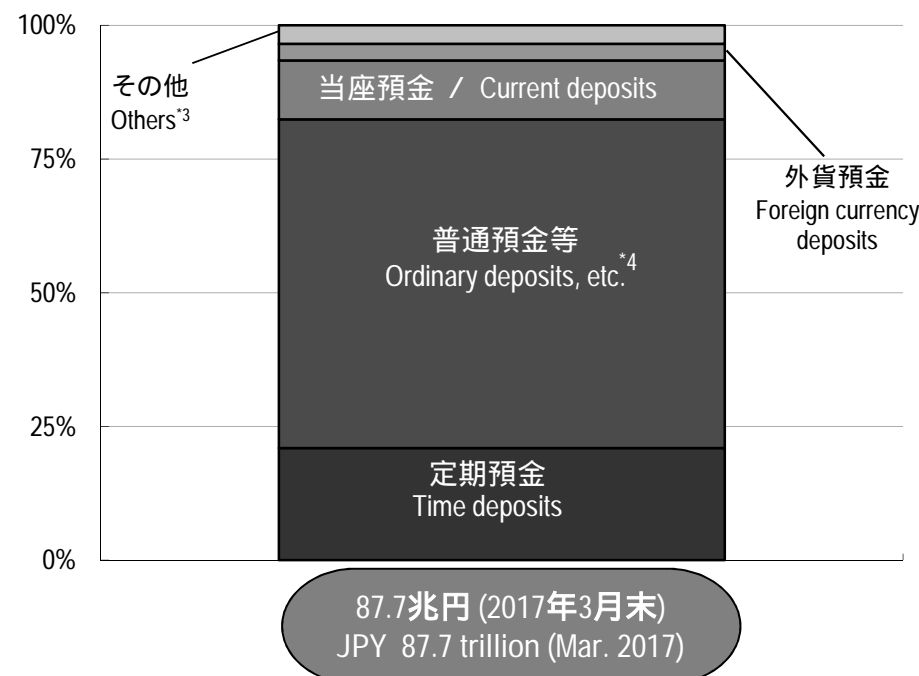 100%
その他
Others*3
当座預金 / Current deposits
75%
外貨預金
Foreign currency
deposits
普通預金等
Ordinary deposits, etc.*4
50%
25%
定期預金
Time deposits
0%
87.7兆円 (2017年3月末)
JPY 87.7 trillion (Mar. 2017)